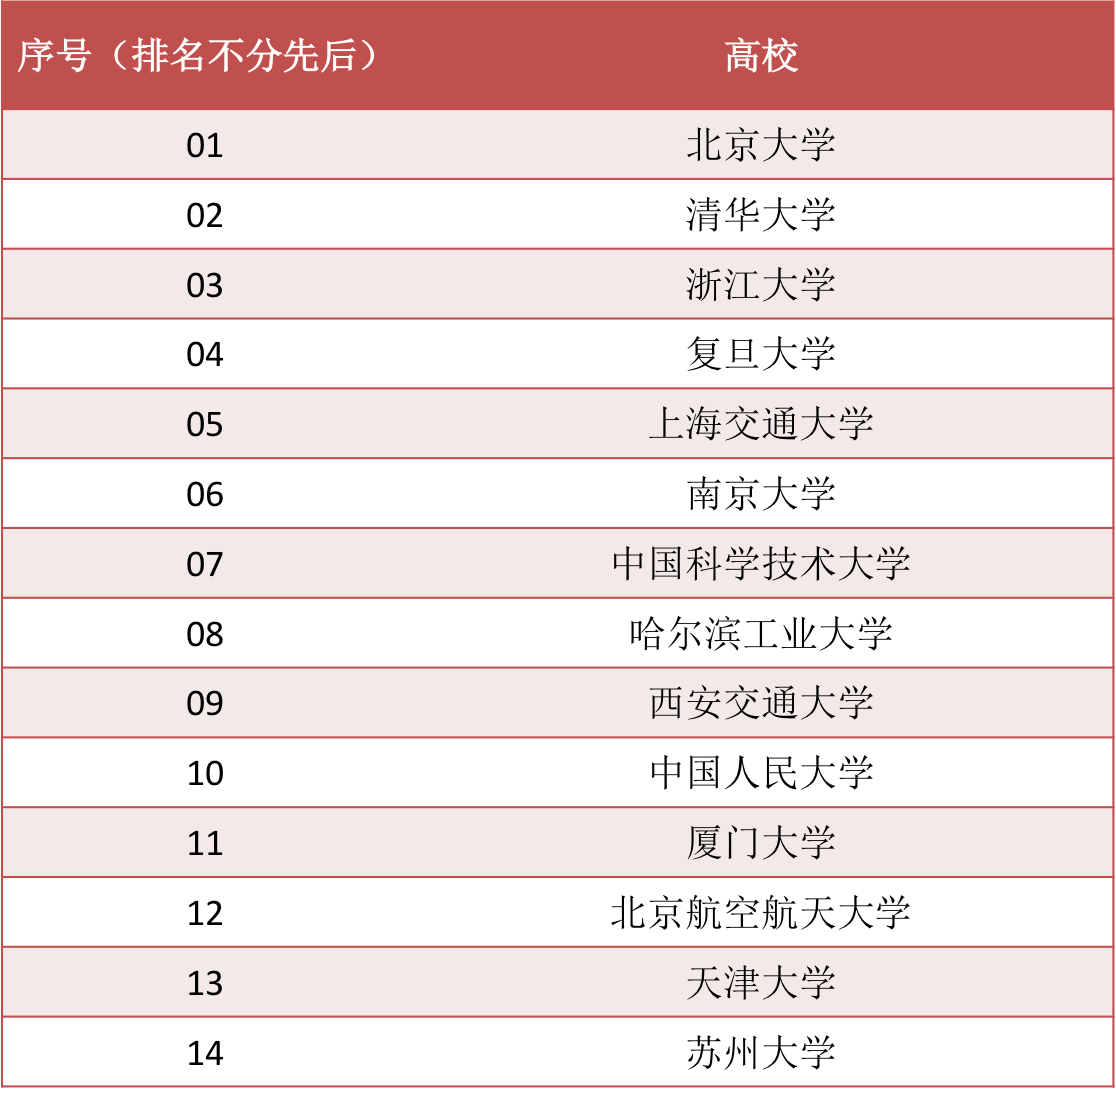 序号（排名不分先后） 高校
01 北京大学
02 清华大学
03 浙江大学
04 复旦大学
05 上海交通大学
06 南京大学
07 中国科学技术大学
08 哈尔滨工业大学
09 西安交通大学
10 中国人民大学
11 厦门大学
12 北京航空航天大学
13 天津大学
14 苏州大学